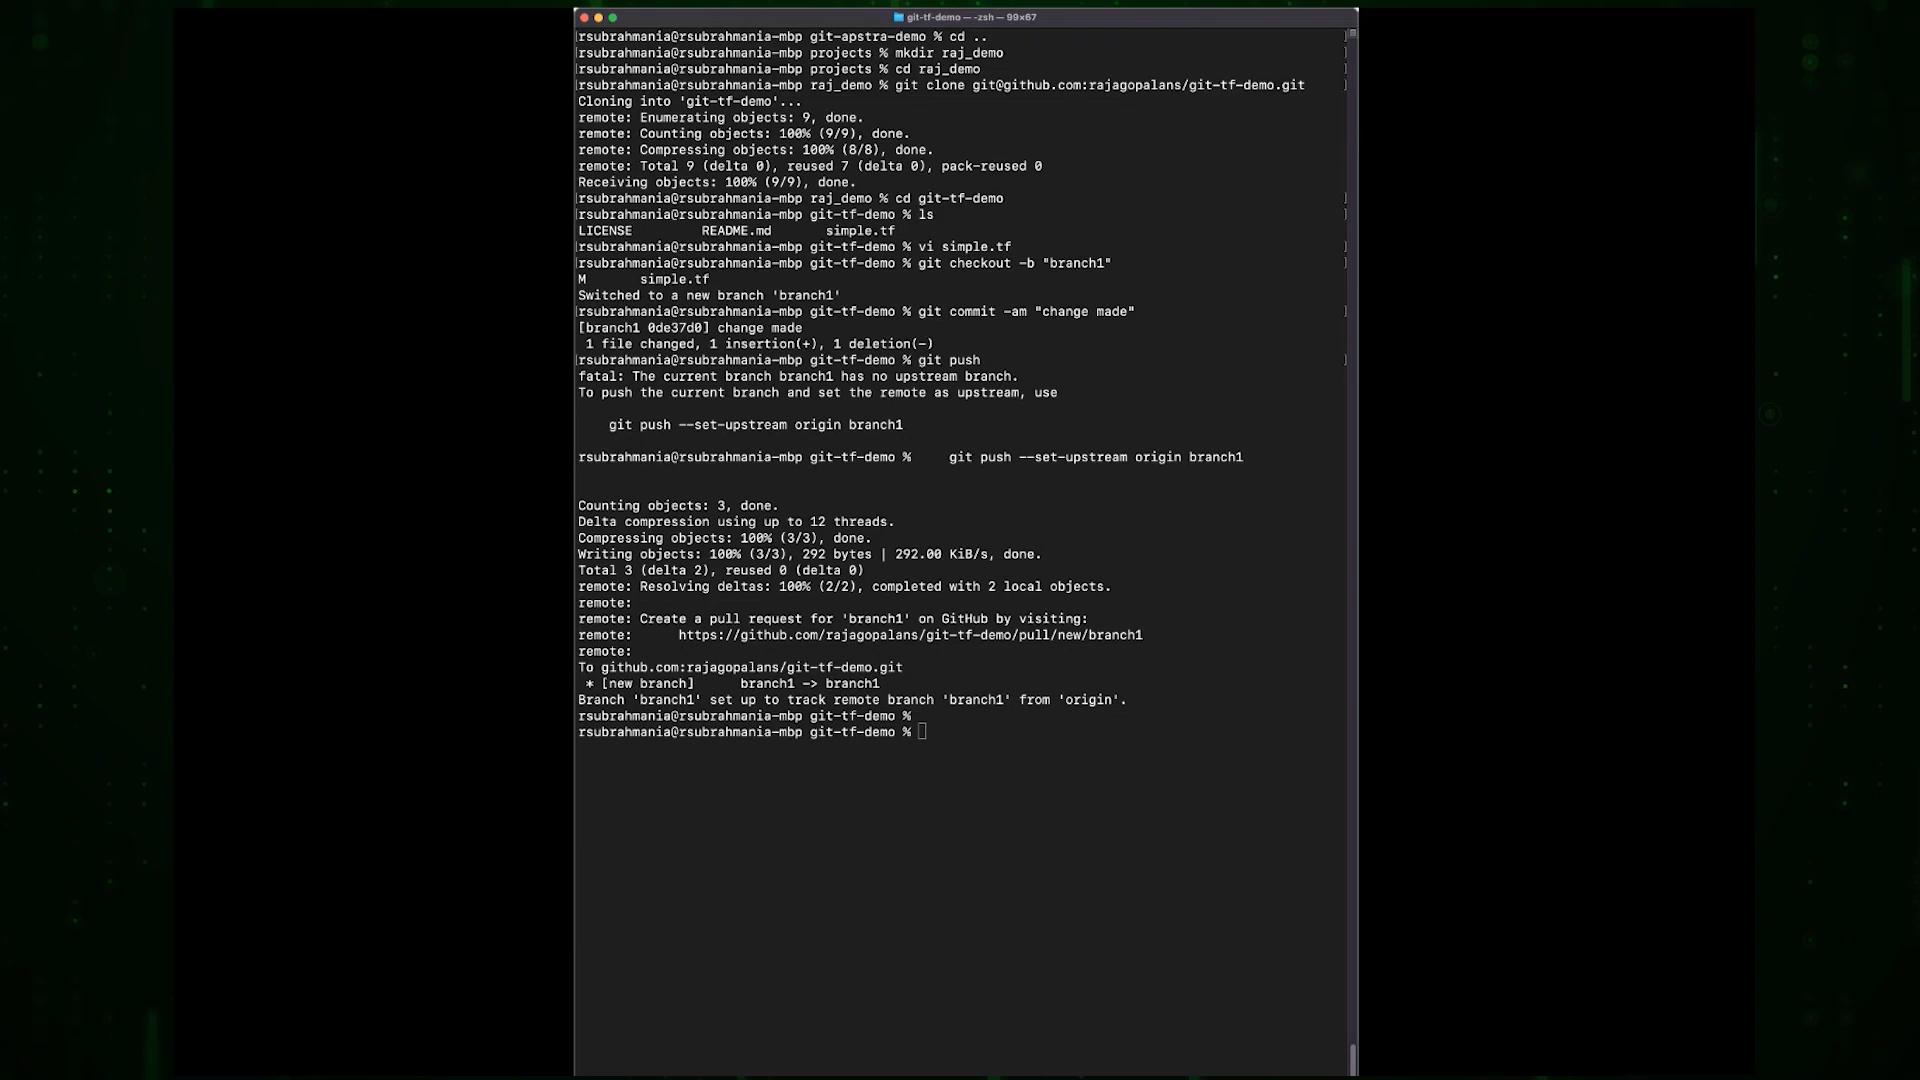 git-tf-demo — -zsh — 99×67
rsubrahmania@rsubrahmania-mbp git-apstra-demo % cd ..
rsubrahmania@rsubrahmania-mbp projects % mkdir raj_demo
rsubrahmania@rsubrahmania-mbp projects % cd raj_demo
rsubrahmania@rsubrahmania-mbp raj_demo % git clone git@github.com:rajagopalans/git-tf-demo.git
Cloning into 'git-tf-demo'...
remote: Enumerating objects: 9, done.
remote: Counting objects: 100% (9/9), done.
remote: Compressing objects: 100% (8/8), done.
remote: Total 9 (delta 0), reused 7 (delta 0), pack-reused 0
Receiving objects: 100% (9/9), done.
rsubrahmania@rsubrahmania-mbp raj_demo % cd git-tf-demo
rsubrahmania@rsubrahmania-mbp git-tf-demo % ls
LICENSE         README.md       simple.tf
rsubrahmania@rsubrahmania-mbp git-tf-demo % vi simple.tf
rsubrahmania@rsubrahmania-mbp git-tf-demo % git checkout -b "branch1"
M       simple.tf
Switched to a new branch 'branch1'
rsubrahmania@rsubrahmania-mbp git-tf-demo % git commit -am "change made"
[branch1 0de37d0] change made
 1 file changed, 1 insertion(+), 1 deletion(-)
rsubrahmania@rsubrahmania-mbp git-tf-demo % git push
fatal: The current branch branch1 has no upstream branch.
To push the current branch and set the remote as upstream, use
    git push --set-upstream origin branch1
rsubrahmania@rsubrahmania-mbp git-tf-demo %     git push --set-upstream origin branch1
Counting objects: 3, done.
Delta compression using up to 12 threads.
Compressing objects: 100% (3/3), done.
Writing objects: 100% (3/3), 292 bytes | 292.00 KiB/s, done.
Total 3 (delta 2), reused 0 (delta 0)
remote: Resolving deltas: 100% (2/2), completed with 2 local objects.
remote:
remote: Create a pull request for 'branch1' on GitHub by visiting:
remote:      https://github.com/rajagopalans/git-tf-demo/pull/new/branch1
remote:
To github.com:rajagopalans/git-tf-demo.git
 * [new branch]      branch1 -> branch1
Branch 'branch1' set up to track remote branch 'branch1' from 'origin'.
rsubrahmania@rsubrahmania-mbp git-tf-demo %
rsubrahmania@rsubrahmania-mbp git-tf-demo %